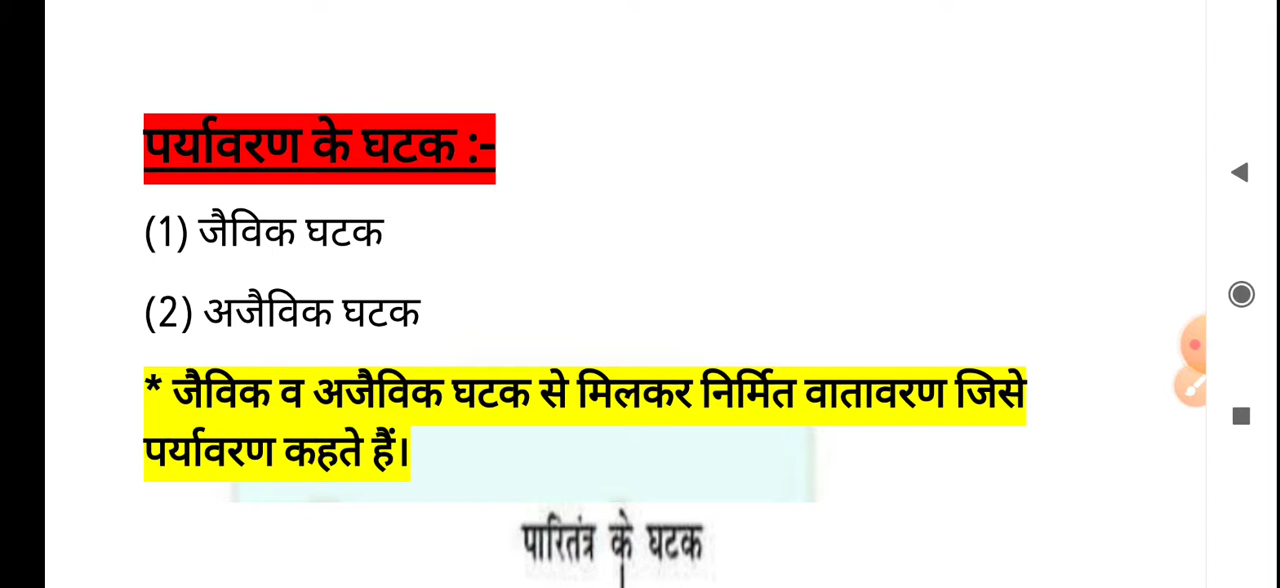 पर्यावरण के घटक :-
(1) जैविक घटक
(2) अजैविक घटक
* जैविक व अजैविक घटक से मिलकर निर्मित वातावरण जिसे
पर्यावरण कहते हैं।
पारितंत्र के घटक